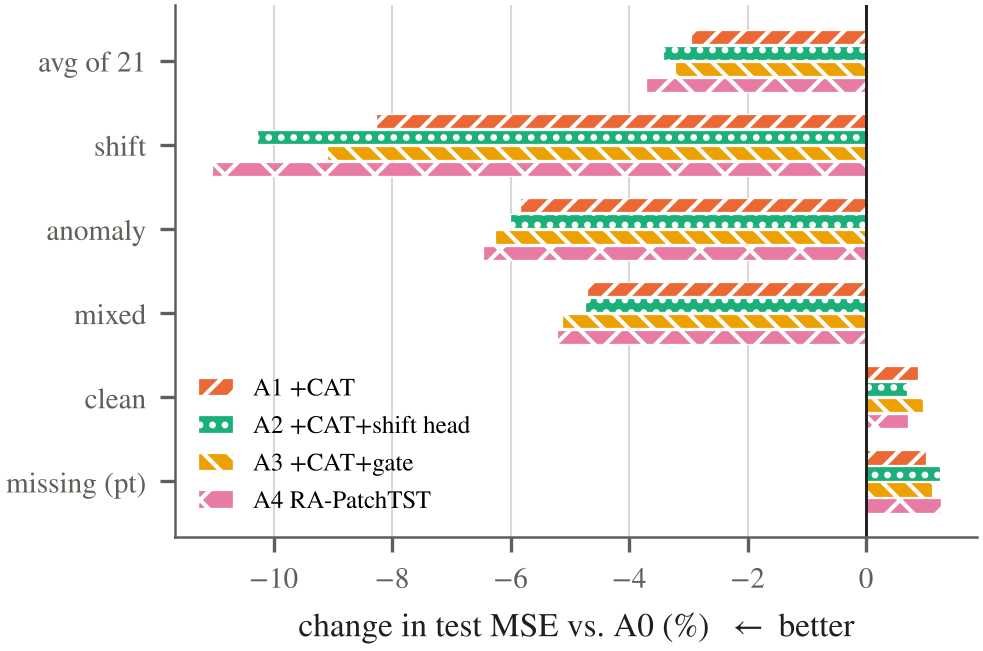 avg of 21
shift
anomaly
mixed
clean
missing (pt)
A1 +CAT
A2 +CAT+shift head
A3 +CAT+gate
A4 RA-PatchTST
−10 −8 −6 −4 −2 0
change in test MSE vs. A0 (%) ← better